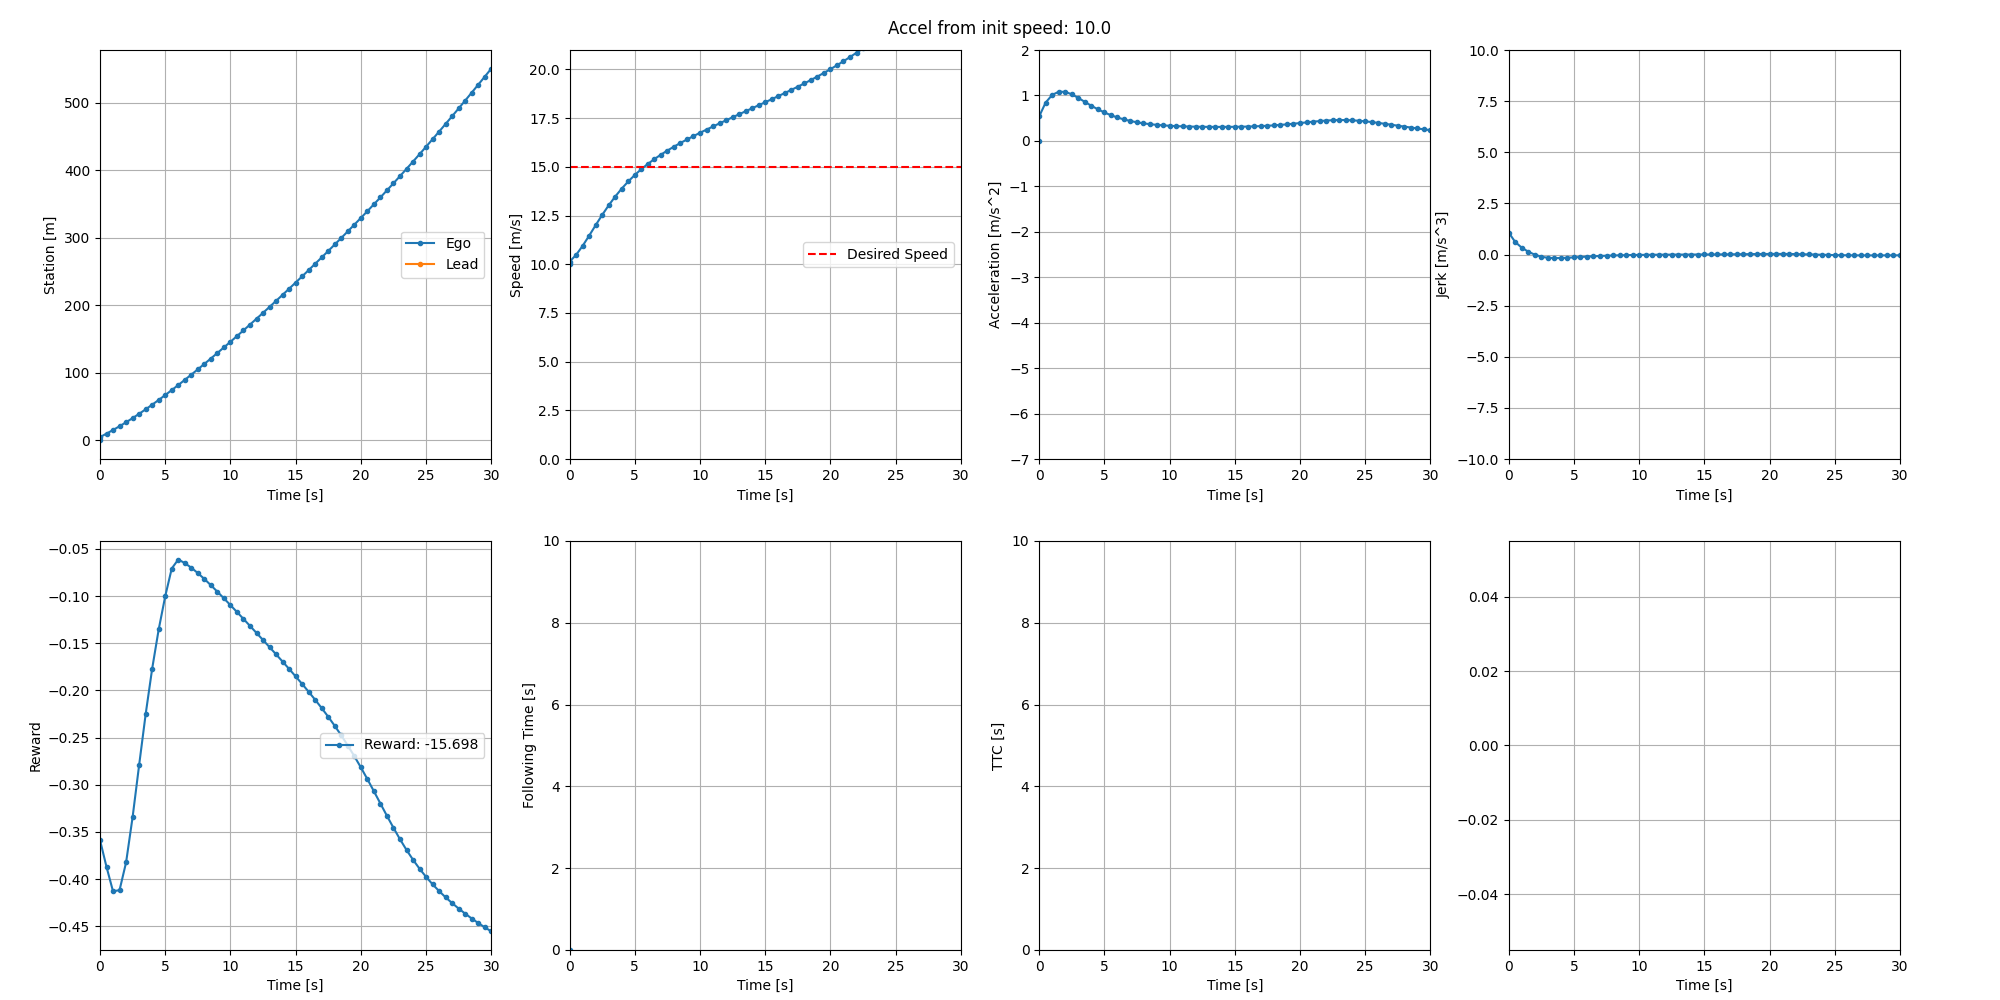 Accel from init speed: 10.0
Station [m]
500
400
300
200
100
0
0 5 10 15 20 25 30
Time [s]
Ego
Lead
Speed [m/s]
20.0
17.5
15.0
12.5
10.0
7.5
5.0
2.5
0.0
0 5 10 15 20 25 30
Time [s]
Desired Speed
Acceleration [m/s^2]
2
1
0
−1
−2
−3
−4
−5
−6
−7
0 5 10 15 20 25 30
Time [s]
Jerk [m/s^3]
10.0
7.5
5.0
2.5
0.0
−2.5
−5.0
−7.5
−10.0
0 5 10 15 20 25 30
Time [s]
Reward
−0.05
−0.10
−0.15
−0.20
−0.25
−0.30
−0.35
−0.40
−0.45
0 5 10 15 20 25 30
Time [s]
Reward: -15.698
Following Time [s]
10
8
6
4
2
0
0 5 10 15 20 25 30
Time [s]
TTC [s]
10
8
6
4
2
0
0 5 10 15 20 25 30
Time [s]
0.04
0.02
0.00
−0.02
−0.04
0 5 10 15 20 25 30
Time [s]